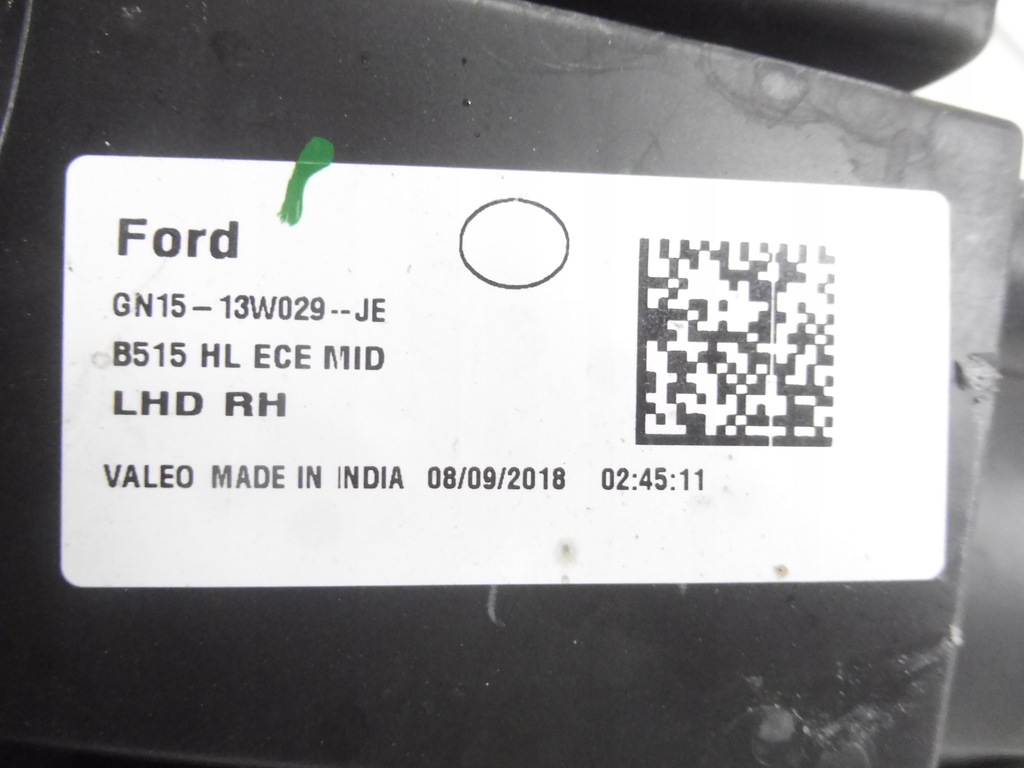 Ford
GN15-13W029--JE
B515 HL ECE MID
LHD RH
VALEO MADE IN INDIA 08/09/2018 02:45:11